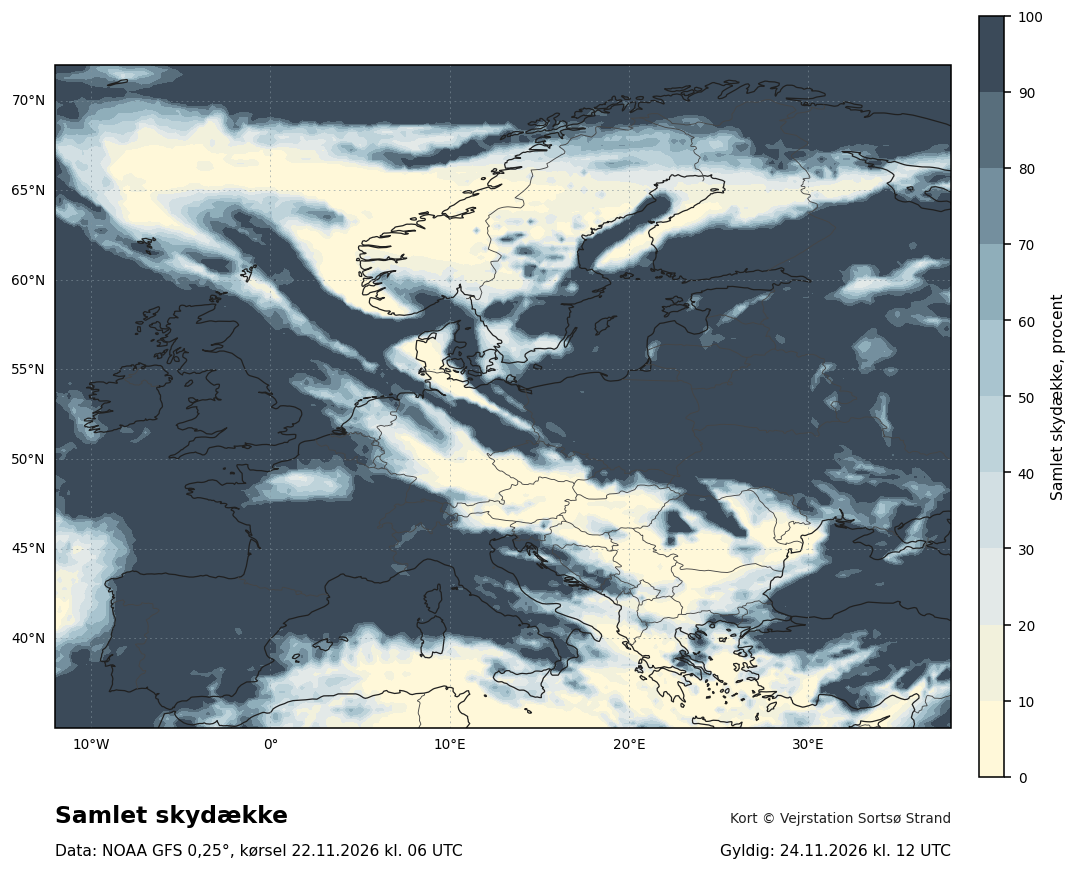 100
90
80
70
60
50
40
30
20
10
0
Samlet skydække, procent
70°N
65°N
60°N
55°N
50°N
45°N
40°N
10°W
0°
10°E
20°E
30°E
Samlet skydække
Kort © Vejrstation Sortsø Strand
Data: NOAA GFS 0,25°, kørsel 22.11.2026 kl. 06 UTC
Gyldig: 24.11.2026 kl. 12 UTC